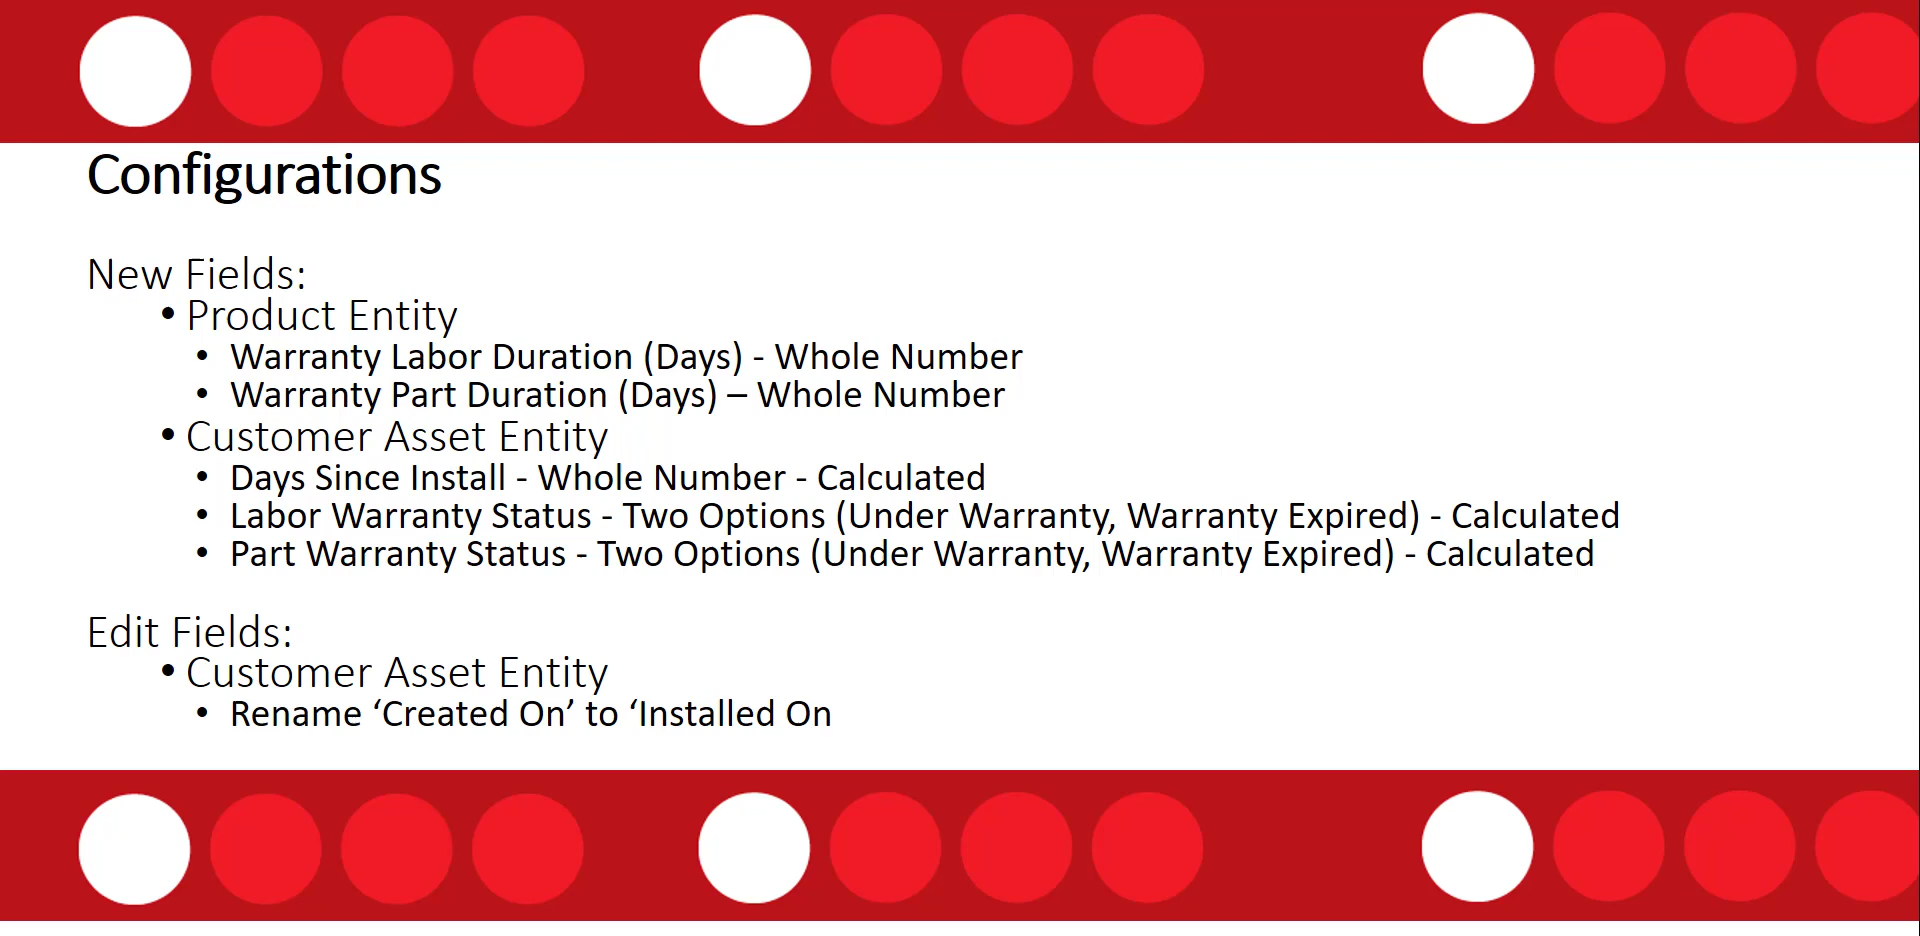 Configurations
New Fields:
• Product Entity
• Warranty Labor Duration (Days) - Whole Number
• Warranty Part Duration (Days) – Whole Number
• Customer Asset Entity
• Days Since Install - Whole Number - Calculated
• Labor Warranty Status - Two Options (Under Warranty, Warranty Expired) - Calculated
• Part Warranty Status - Two Options (Under Warranty, Warranty Expired) - Calculated
Edit Fields:
• Customer Asset Entity
• Rename ‘Created On’ to ‘Installed On